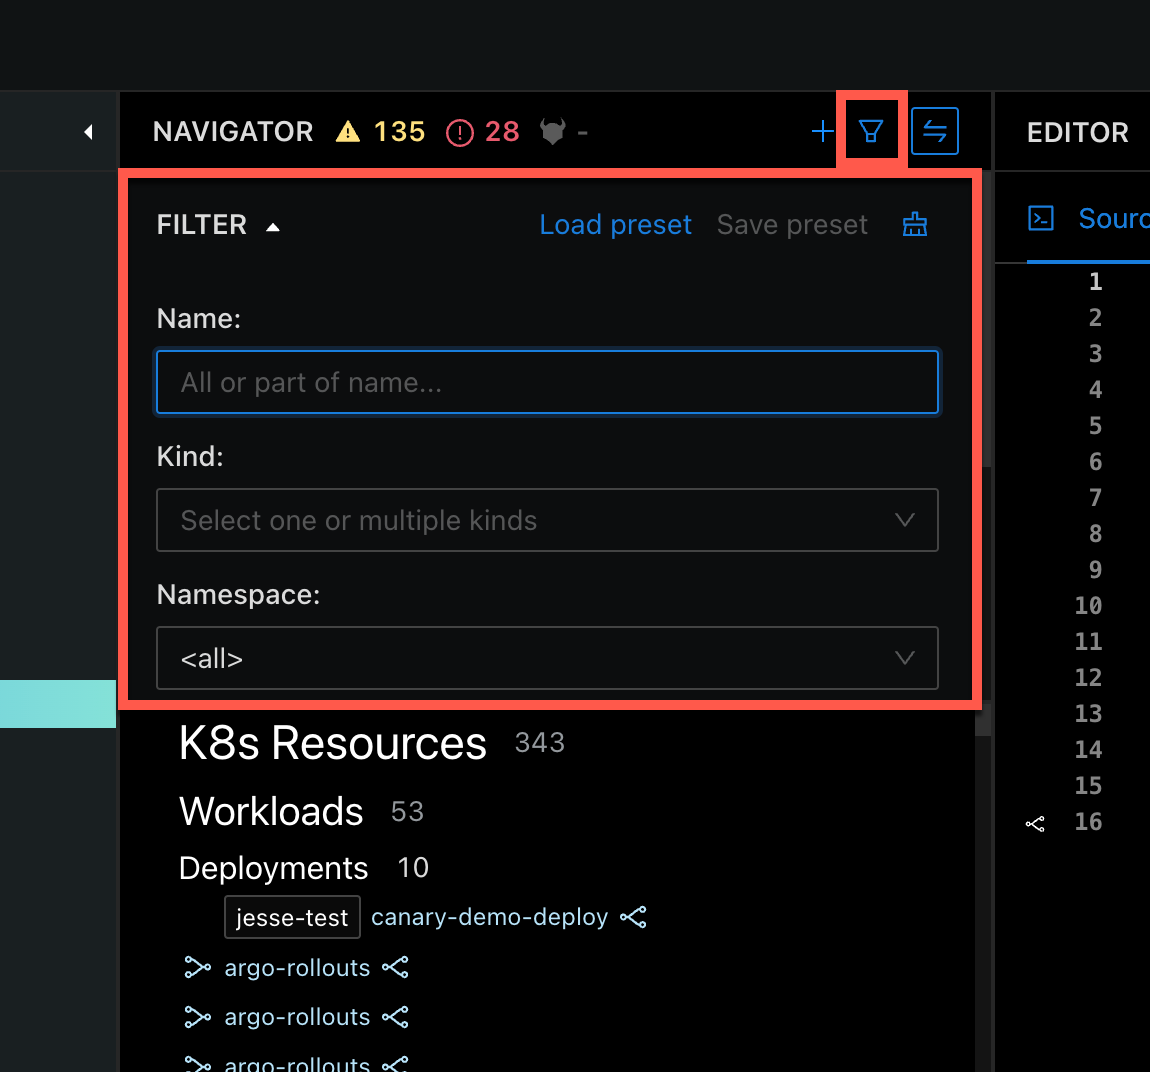 NAVIGATOR 135 28 -
EDITOR
FILTER Load preset Save preset
Sourc
Name:
All or part of name...
Kind:
Select one or multiple kinds
Namespace:
<all>
K8s Resources 343
Workloads 53
Deployments 10
jesse-test canary-demo-deploy
argo-rollouts
argo-rollouts
argo-rollouts
1
2
3
4
5
6
7
8
9
10
11
12
13
14
15
16